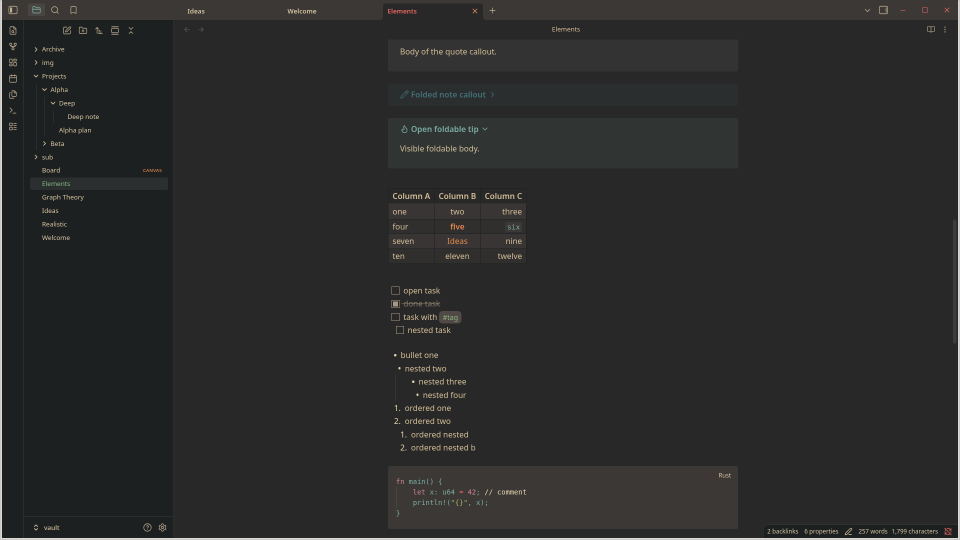 Ideas
Welcome
Elements
Elements
Archive
img
Projects
Alpha
Deep
Deep note
Alpha plan
Beta
sub
Board CANVAS
Elements
Graph Theory
Ideas
Realistic
Welcome
vault
Body of the quote callout.
Folded note callout
Open foldable tip
Visible foldable body.
Column A Column B Column C
one two three
four five six
seven Ideas nine
ten eleven twelve
open task
done task
task with #tag
nested task
• bullet one
• nested two
• nested three
• nested four
1. ordered one
2. ordered two
1. ordered nested
2. ordered nested b
Rust
fn main() {
let x: u64 = 42; // comment
println!("{}", x);
}
2 backlinks 6 properties 257 words 1,799 characters